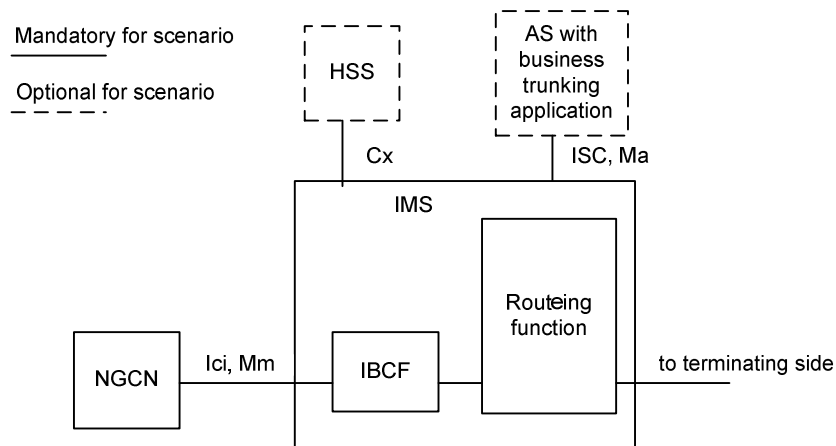 Mandatory for scenario
Optional for scenario
HSS
AS with
business
trunking
application
Cx
ISC, Ma
IMS
Routeing
function
NGCN
Ici, Mm
IBCF
to terminating side